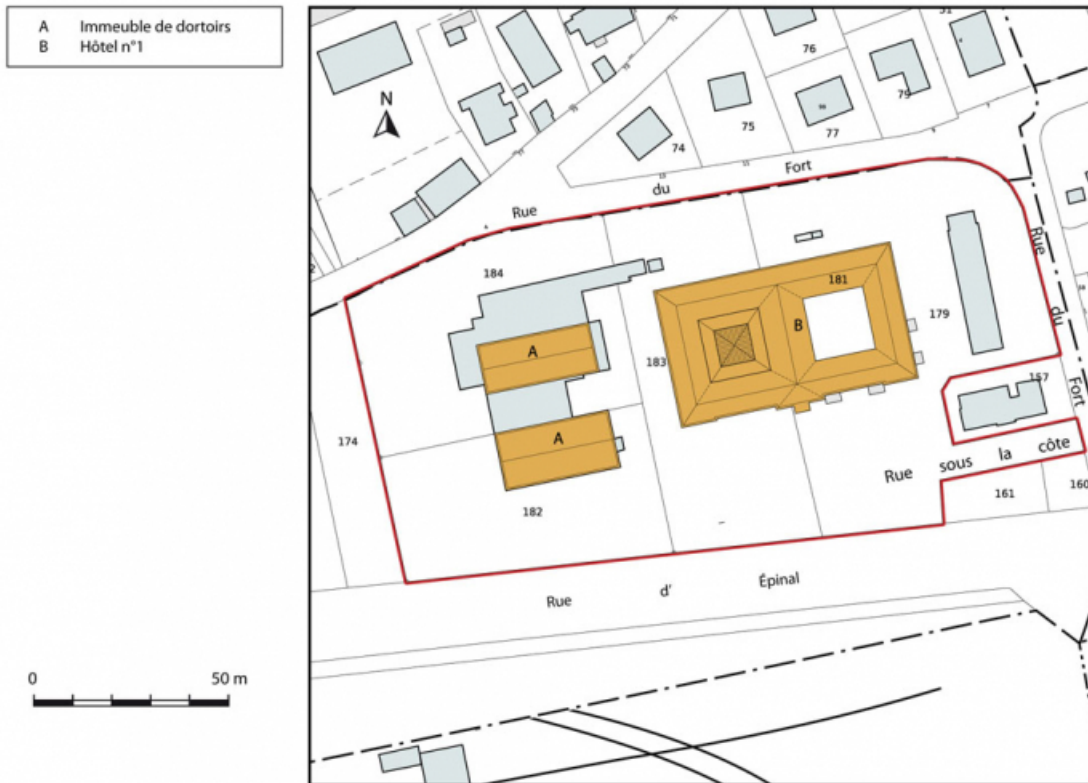 A Immeuble de dortoirs
B Hôtel n°1
N
76
79
75
77
74
Rue du Fort
184
181
B
179
Rue du Fort
A
183
157
174
A
Rue sous la côte
182
161
160
Rue d' Épinal
0 50 m